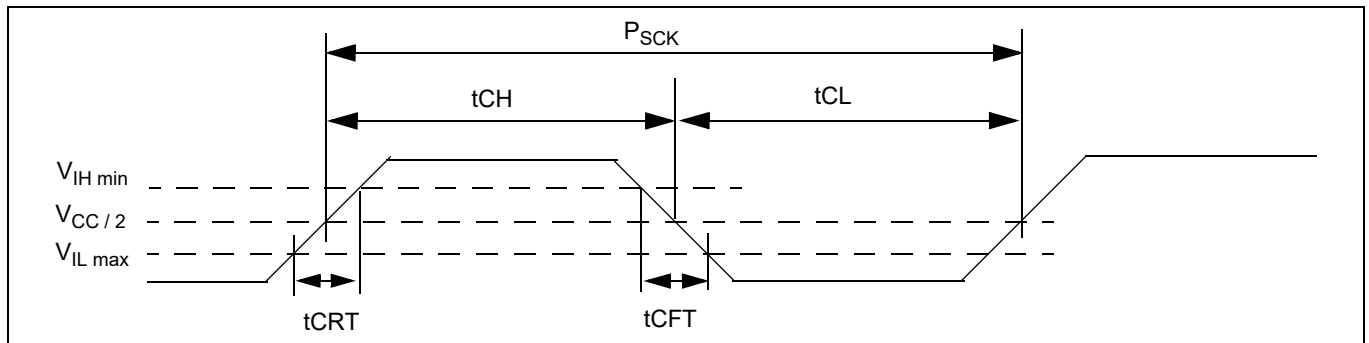 PSCK
tCH
tCL
VIH min
VCC / 2
VIL max
tCRT
tCFT